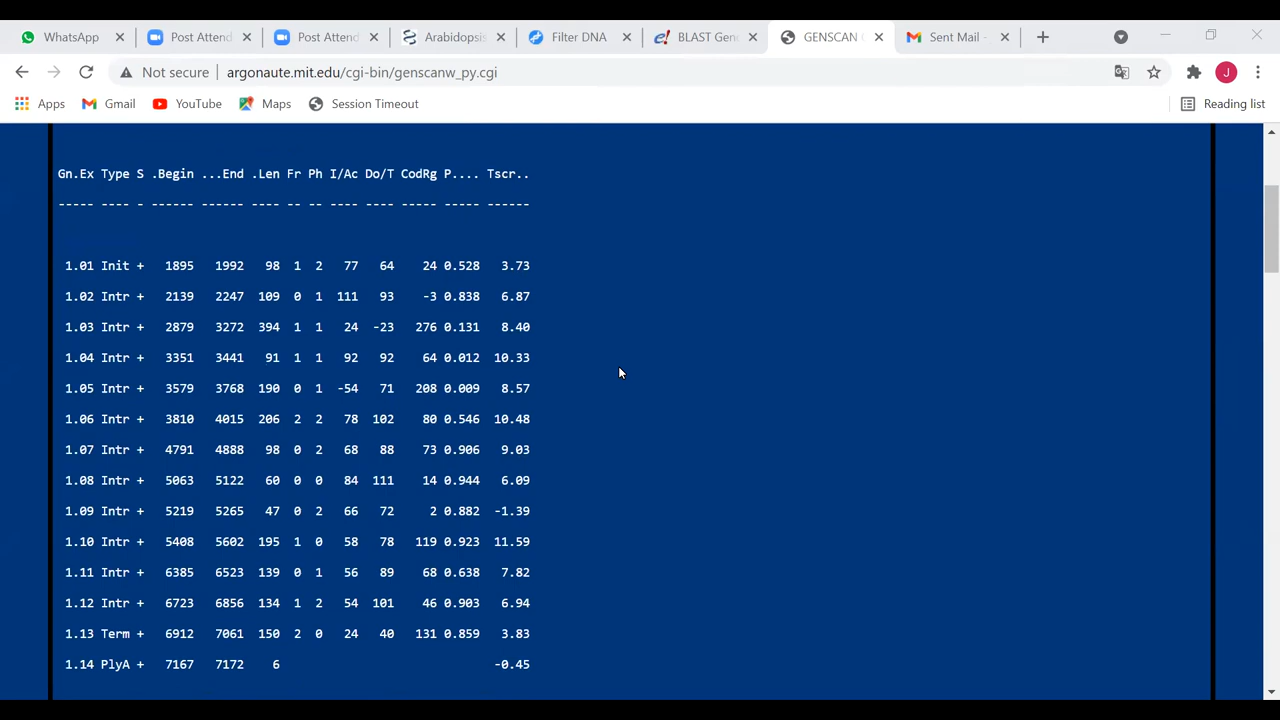 WhatsApp Post Attend Post Attend Arabidopsis Filter DNA BLAST Gen GENSCAN Sent Mail -
Not secure argonaute.mit.edu/cgi-bin/genscanw_py.cgi J
Apps Gmail YouTube Maps Session Timeout Reading list
Gn.Ex Type S .Begin ...End .Len Fr Ph I/Ac Do/T CodRg P.... Tscr..
----- ---- - ------ ------ ---- -- -- ---- ---- ----- ----- ------
1.01 Init + 1895 1992 98 1 2 77 64 24 0.528 3.73
1.02 Intr + 2139 2247 109 0 1 111 93 -3 0.838 6.87
1.03 Intr + 2879 3272 394 1 1 24 -23 276 0.131 8.40
1.04 Intr + 3351 3441 91 1 1 92 92 64 0.012 10.33
1.05 Intr + 3579 3768 190 0 1 -54 71 208 0.009 8.57
1.06 Intr + 3810 4015 206 2 2 78 102 80 0.546 10.48
1.07 Intr + 4791 4888 98 0 2 68 88 73 0.906 9.03
1.08 Intr + 5063 5122 60 0 0 84 111 14 0.944 6.09
1.09 Intr + 5219 5265 47 0 2 66 72 2 0.882 -1.39
1.10 Intr + 5408 5602 195 1 0 58 78 119 0.923 11.59
1.11 Intr + 6385 6523 139 0 1 56 89 68 0.638 7.82
1.12 Intr + 6723 6856 134 1 2 54 101 46 0.903 6.94
1.13 Term + 6912 7061 150 2 0 24 40 131 0.859 3.83
1.14 PlyA + 7167 7172 6 -0.45